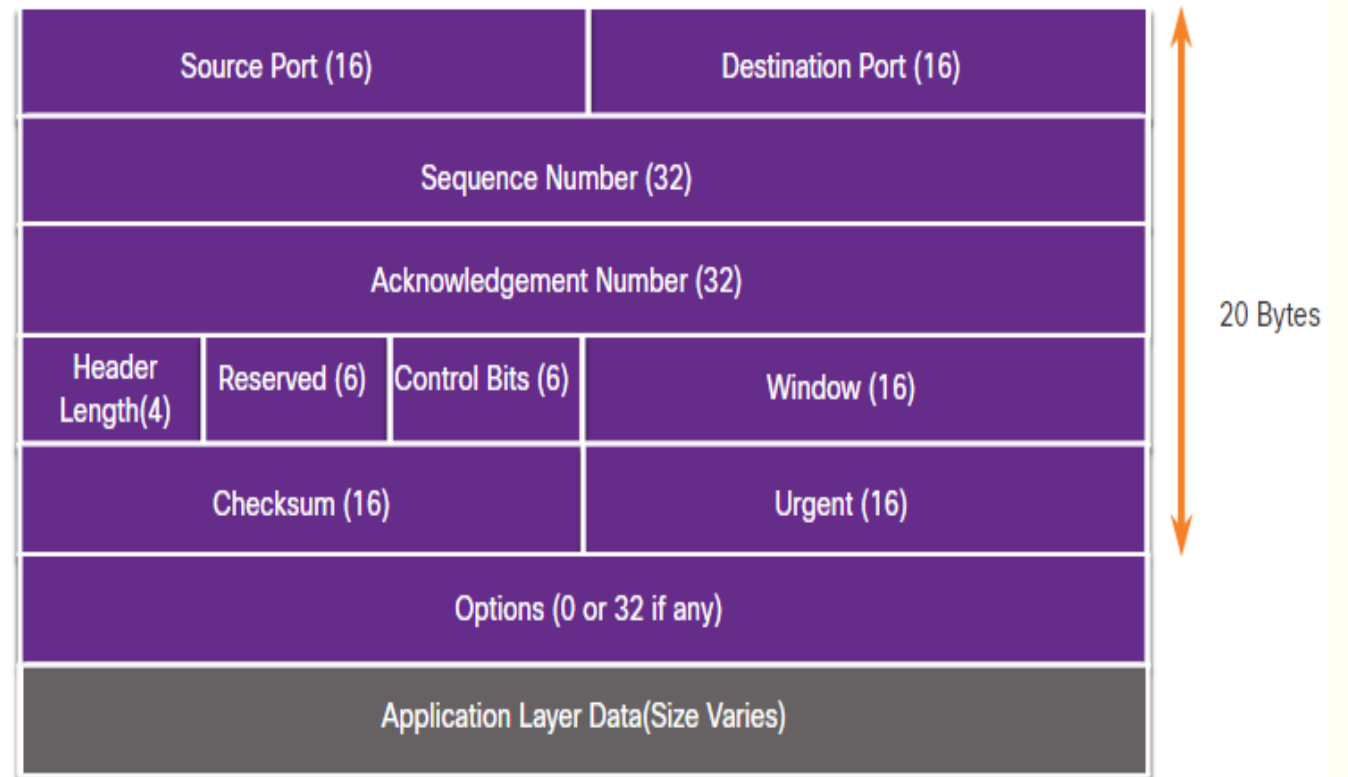 Source Port (16)
Destination Port (16)
Sequence Number (32)
Acknowledgement Number (32)
20 Bytes
Header
Length(4)
Reserved (6)
Control Bits (6)
Window (16)
Checksum (16)
Urgent (16)
Options (0 or 32 if any)
Application Layer Data(Size Varies)